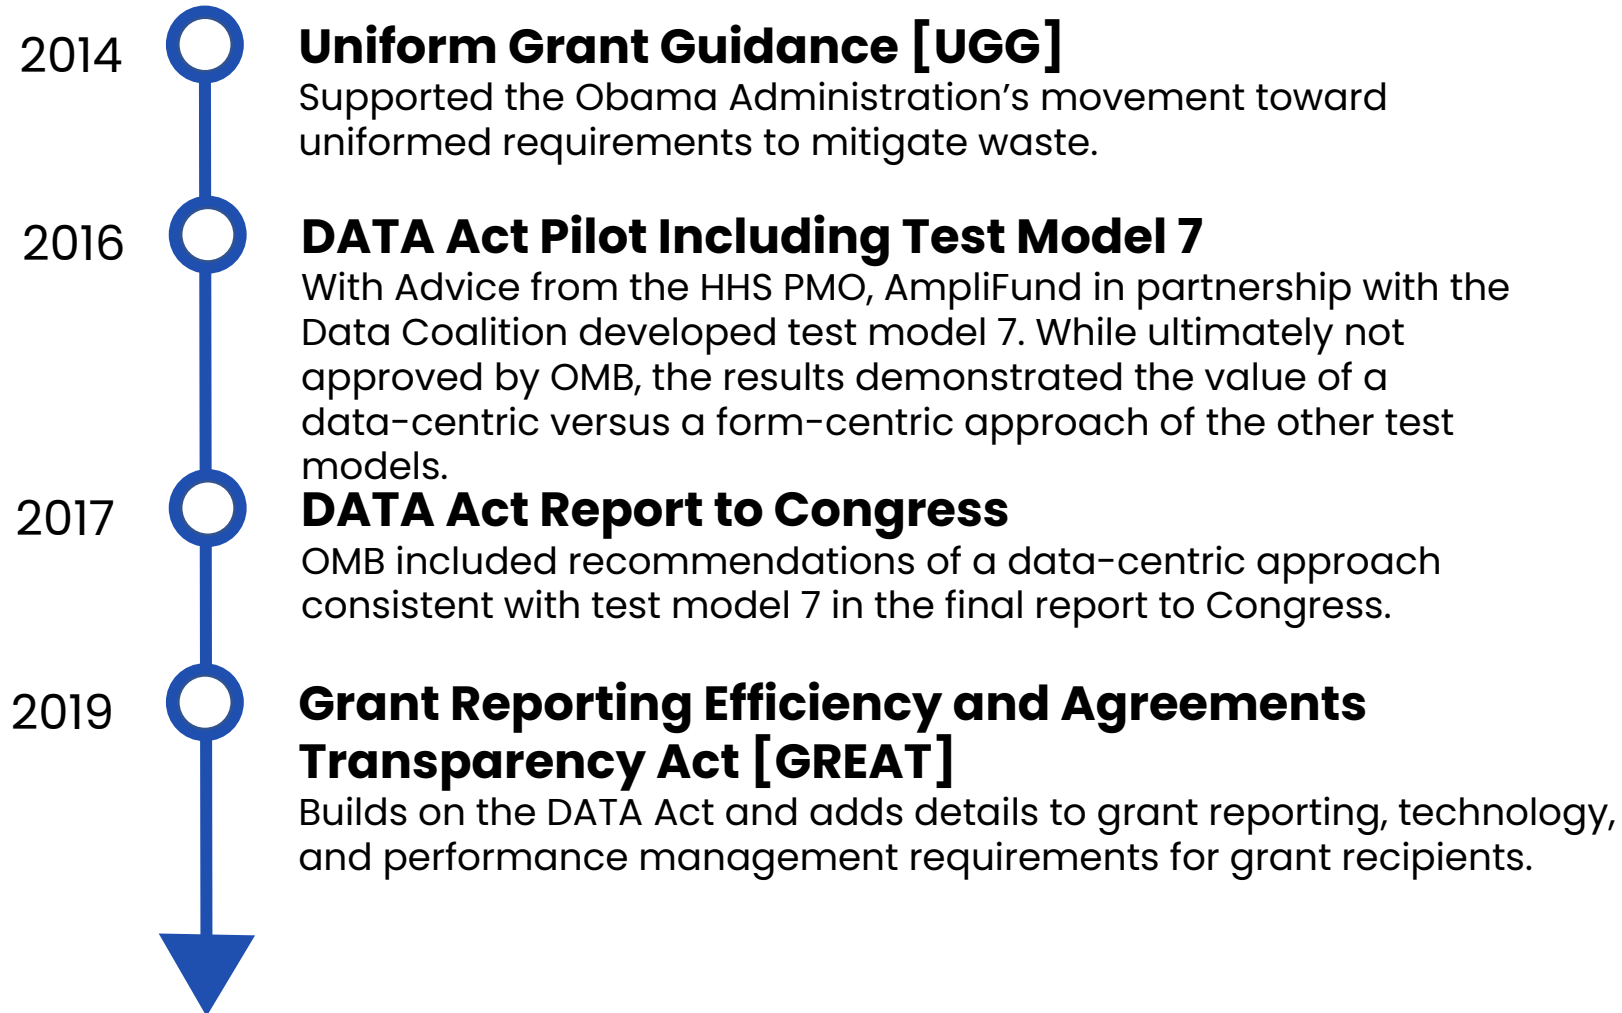 2014
Uniform Grant Guidance [UGG]
Supported the Obama Administration’s movement toward
uniformed requirements to mitigate waste.
2016
DATA Act Pilot Including Test Model 7
With Advice from the HHS PMO, AmpliFund in partnership with the
Data Coalition developed test model 7. While ultimately not
approved by OMB, the results demonstrated the value of a
data-centric versus a form-centric approach of the other test
models.
2017
DATA Act Report to Congress
OMB included recommendations of a data-centric approach
consistent with test model 7 in the final report to Congress.
2019
Grant Reporting Efficiency and Agreements
Transparency Act [GREAT]
Builds on the DATA Act and adds details to grant reporting, technology,
and performance management requirements for grant recipients.